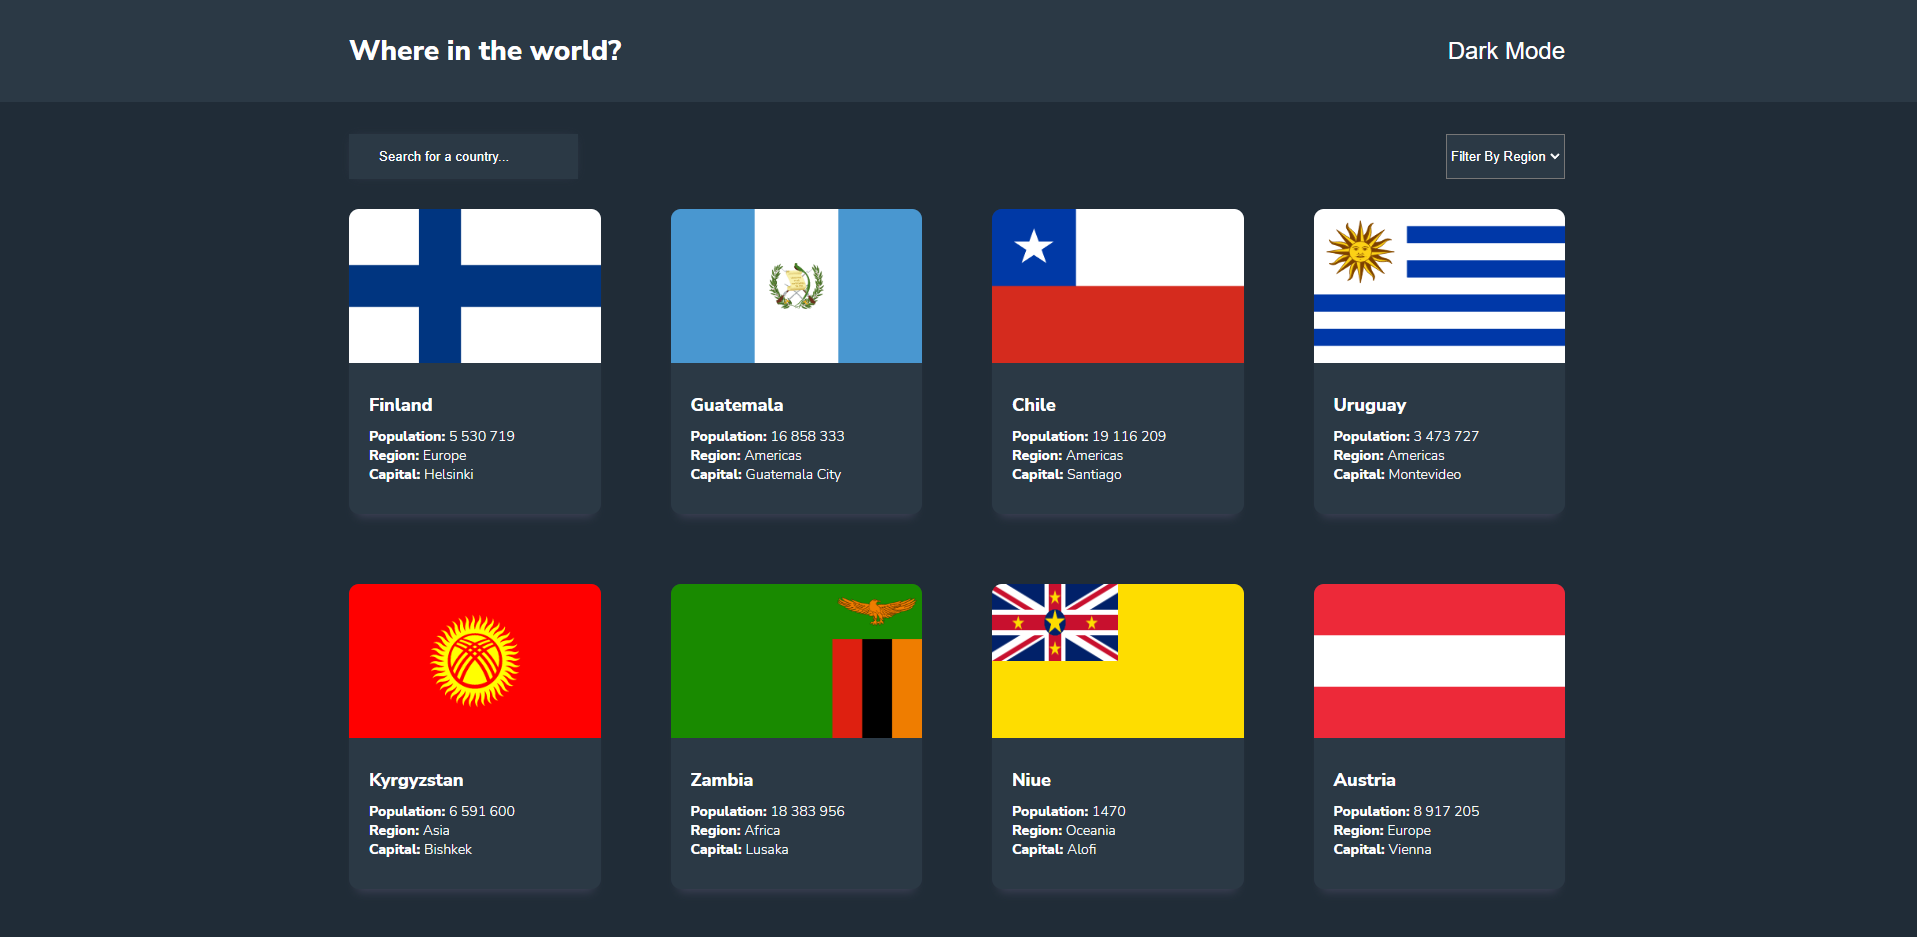 Where in the world?
Dark Mode
Search for a country...
Filter By Region
Finland
Population: 5 530 719
Region: Europe
Capital: Helsinki
Guatemala
Population: 16 858 333
Region: Americas
Capital: Guatemala City
Chile
Population: 19 116 209
Region: Americas
Capital: Santiago
Uruguay
Population: 3 473 727
Region: Americas
Capital: Montevideo
Kyrgyzstan
Population: 6 591 600
Region: Asia
Capital: Bishkek
Zambia
Population: 18 383 956
Region: Africa
Capital: Lusaka
Niue
Population: 1470
Region: Oceania
Capital: Alofi
Austria
Population: 8 917 205
Region: Europe
Capital: Vienna